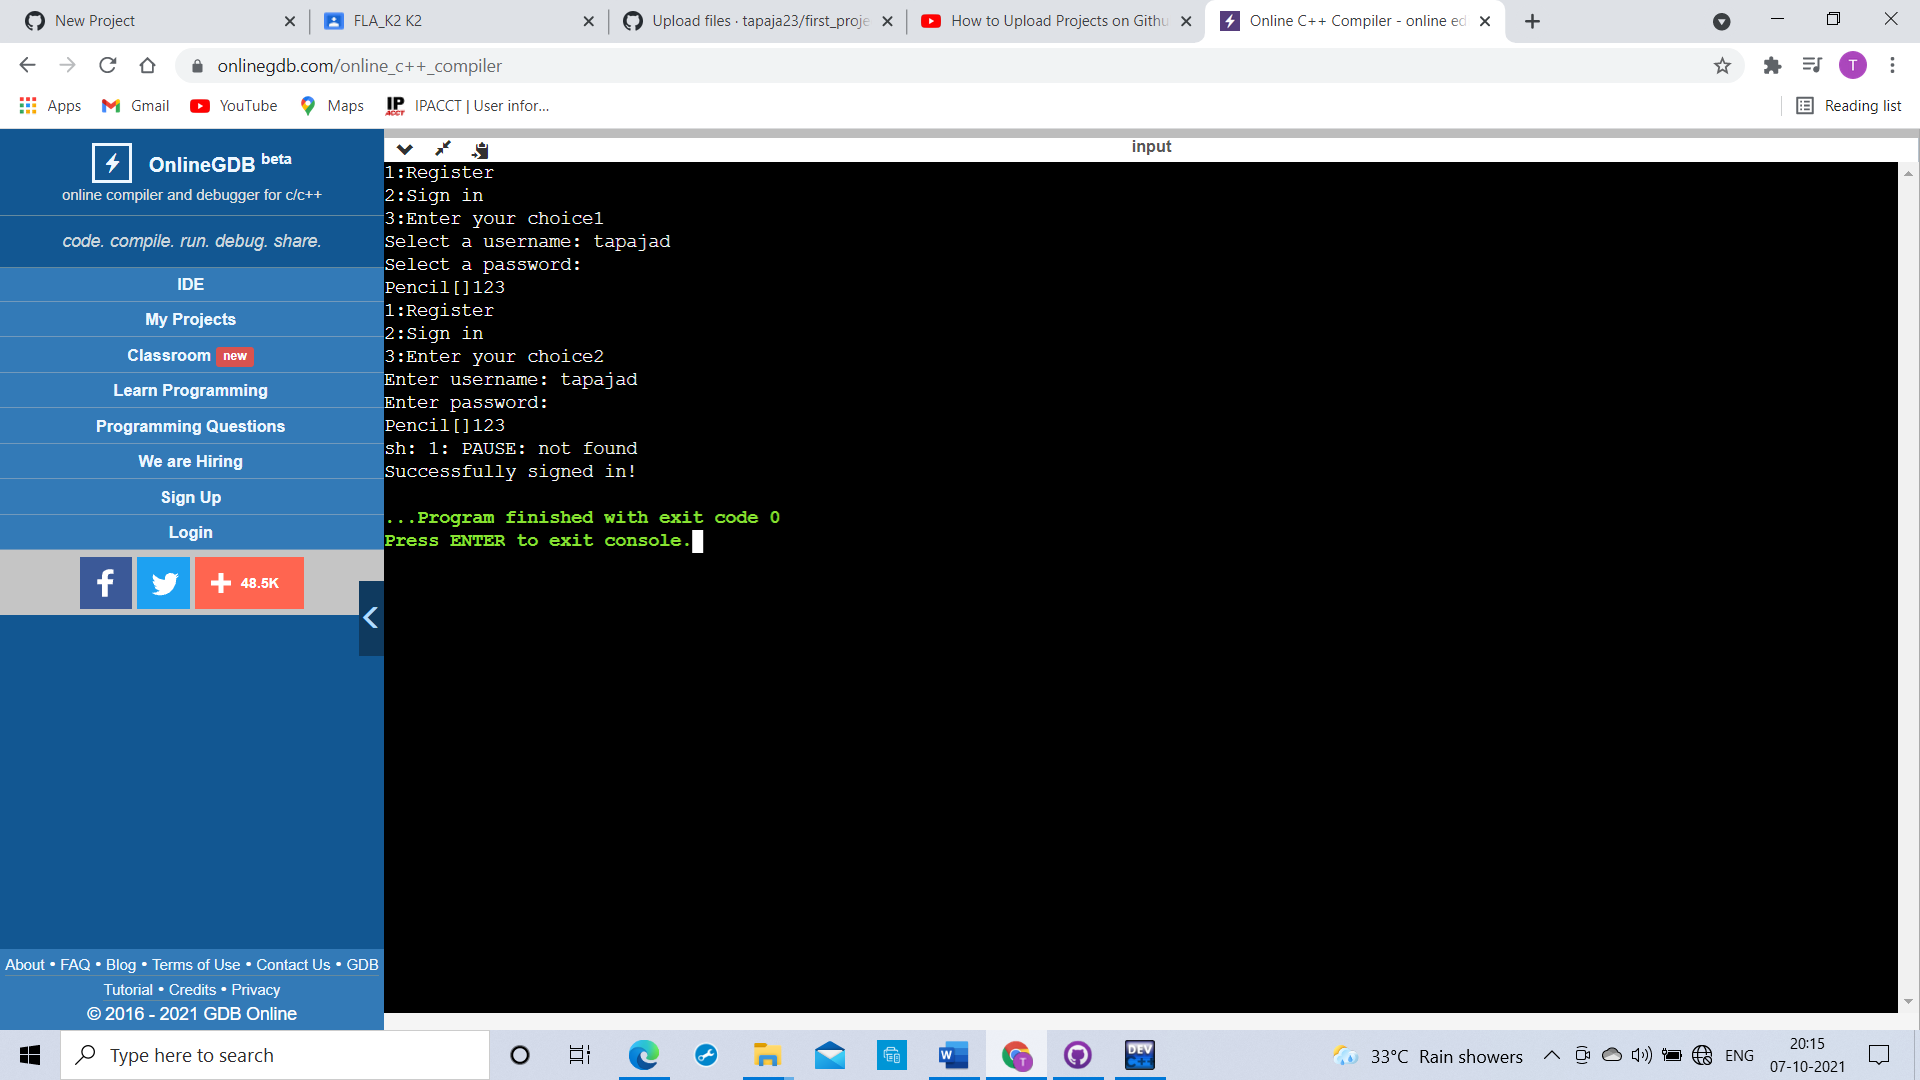 New Project
FLA_K2 K2
Upload files · tapaja23/first_proje
How to Upload Projects on Githu
Online C++ Compiler - online ed
onlinegdb.com/online_c++_compiler
T
Apps
Gmail
YouTube
Maps
IPACCT | User infor...
Reading list
OnlineGDB beta
online compiler and debugger for c/c++
code. compile. run. debug. share.
IDE
My Projects
Classroom new
Learn Programming
Programming Questions
We are Hiring
Sign Up
Login
48.5K
About • FAQ • Blog • Terms of Use • Contact Us • GDB
Tutorial • Credits • Privacy
© 2016 - 2021 GDB Online
input
1:Register
2:Sign in
3:Enter your choice1
Select a username: tapajad
Select a password:
Pencil[]123
1:Register
2:Sign in
3:Enter your choice2
Enter username: tapajad
Enter password:
Pencil[]123
sh: 1: PAUSE: not found
Successfully signed in!
...Program finished with exit code 0
Press ENTER to exit console.
Type here to search
DEV C++
33°C Rain showers
ENG
20:15
07-10-2021